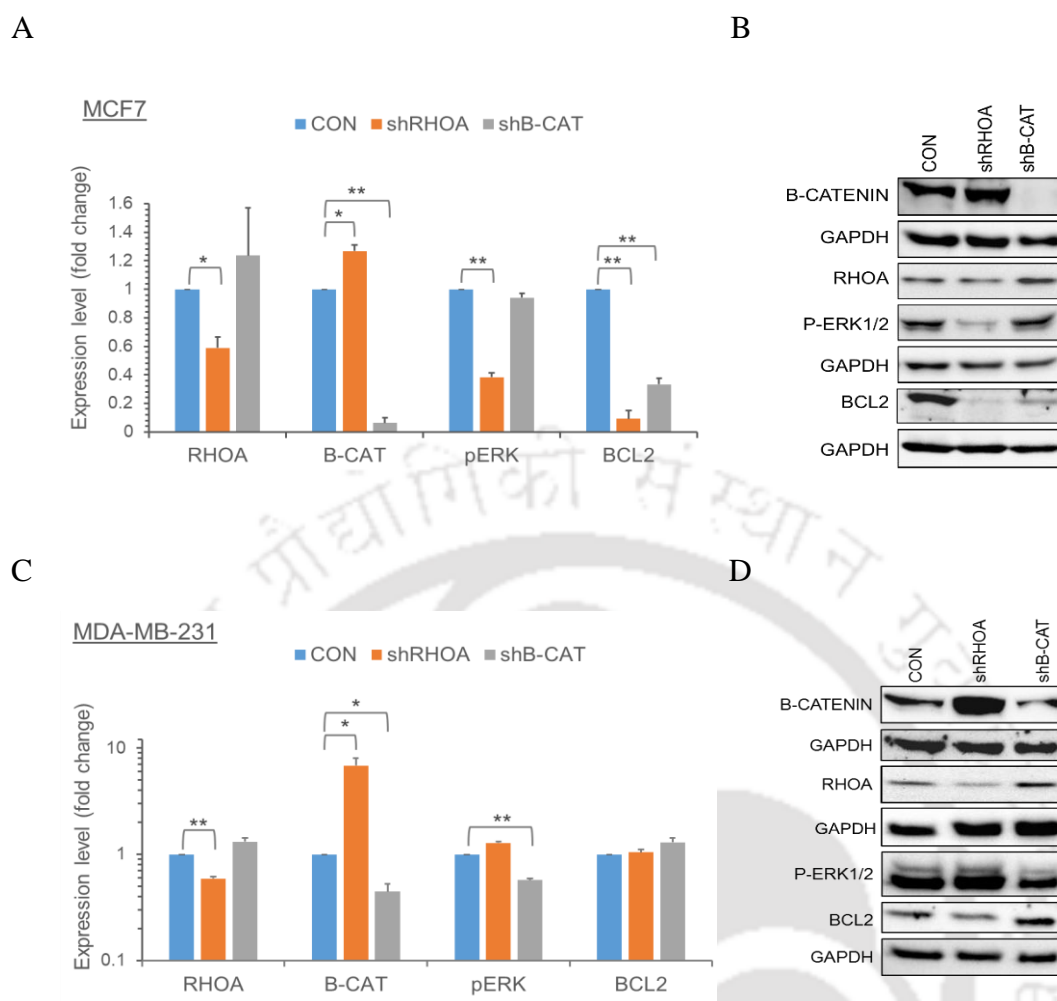 A
B
MCF7
CON shRHOA shB-CAT
Expression level (fold change)
1.6
1.4
1.2
1
0.8
0.6
0.4
0.2
0
* * ** ** ** **
RHOA B-CAT pERK BCL2
CON shRHOA shB-CAT
B-CATENIN
GAPDH
RHOA
P-ERK1/2
GAPDH
BCL2
GAPDH
C
D
MDA-MB-231
CON shRHOA shB-CAT
Expression level (fold change)
10
1
0.1
** * * **
RHOA B-CAT pERK BCL2
CON shRHOA shB-CAT
B-CATENIN
GAPDH
RHOA
GAPDH
P-ERK1/2
BCL2
GAPDH